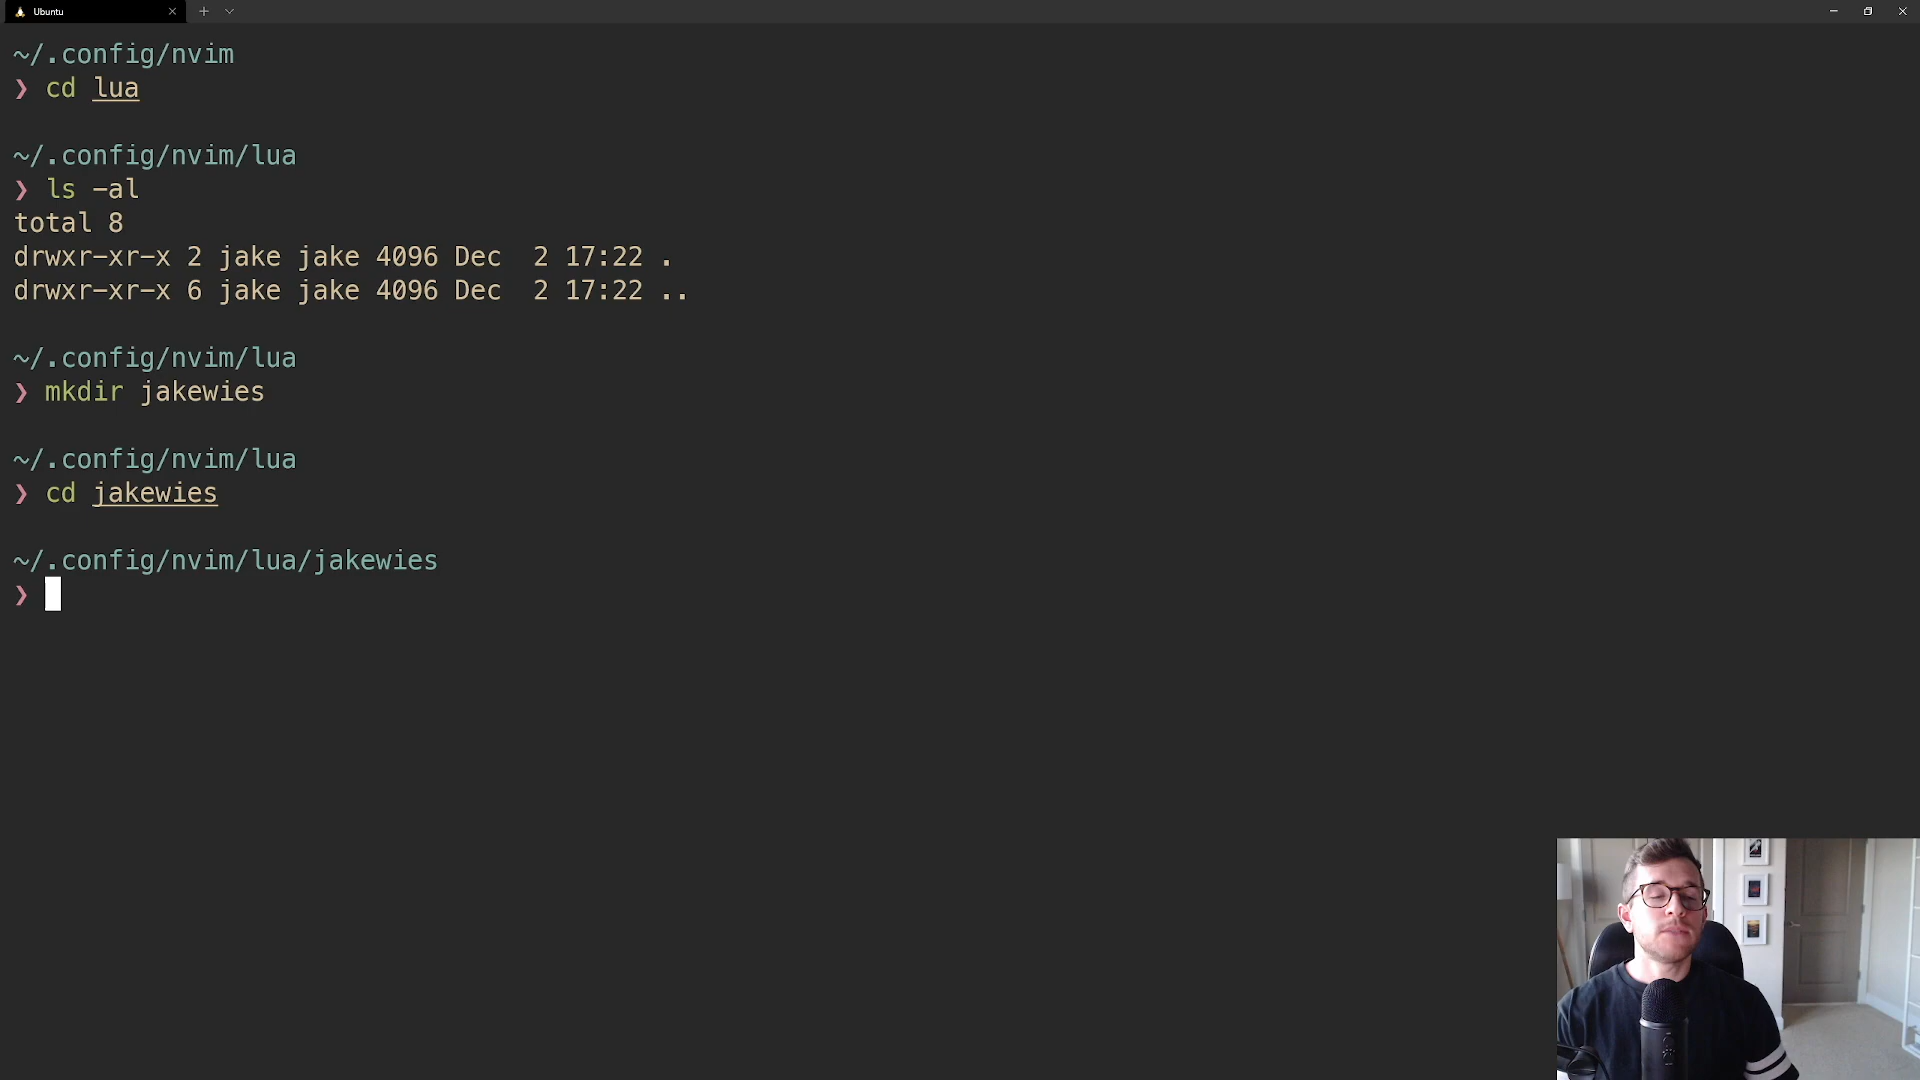 Ubuntu
~/.config/nvim
❯ cd lua
~/.config/nvim/lua
❯ ls -al
total 8
drwxr-xr-x 2 jake jake 4096 Dec  2 17:22 .
drwxr-xr-x 6 jake jake 4096 Dec  2 17:22 ..
~/.config/nvim/lua
❯ mkdir jakewies
~/.config/nvim/lua
❯ cd jakewies
~/.config/nvim/lua/jakewies
❯